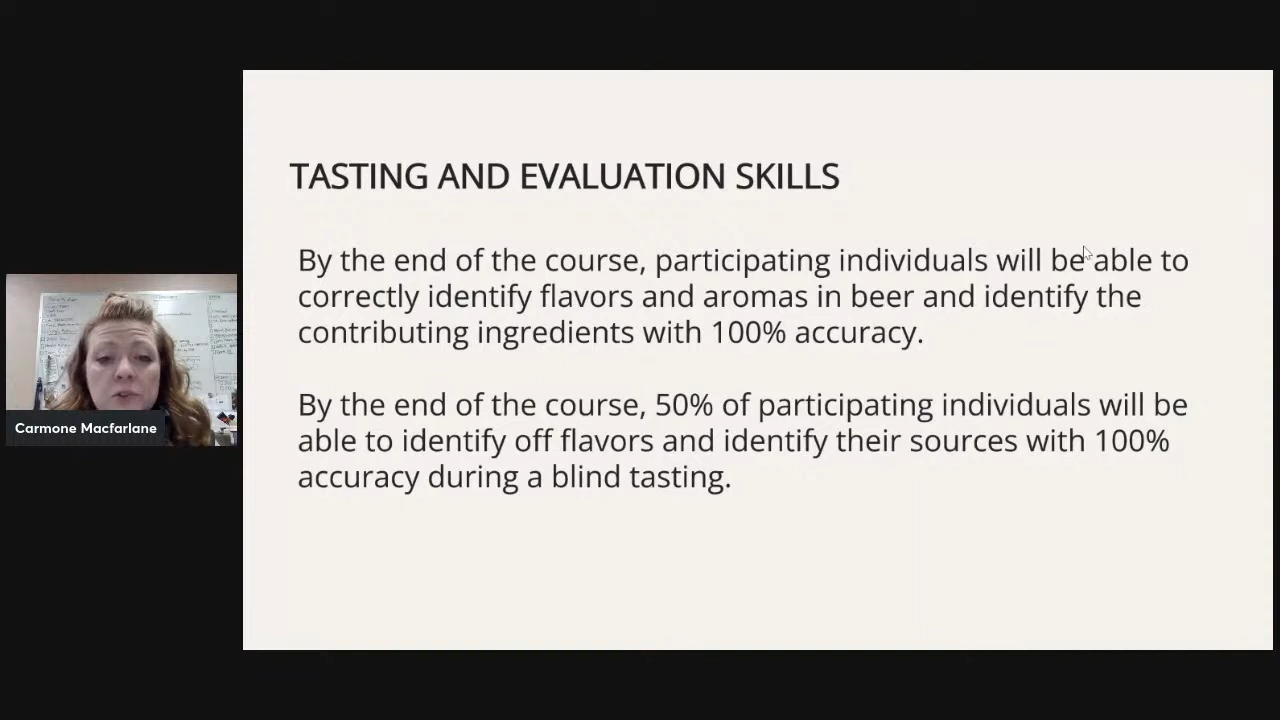 TASTING AND EVALUATION SKILLS
By the end of the course, participating individuals will be able to
correctly identify flavors and aromas in beer and identify the
contributing ingredients with 100% accuracy.
By the end of the course, 50% of participating individuals will be
able to identify off flavors and identify their sources with 100%
accuracy during a blind tasting.
Carmone Macfarlane